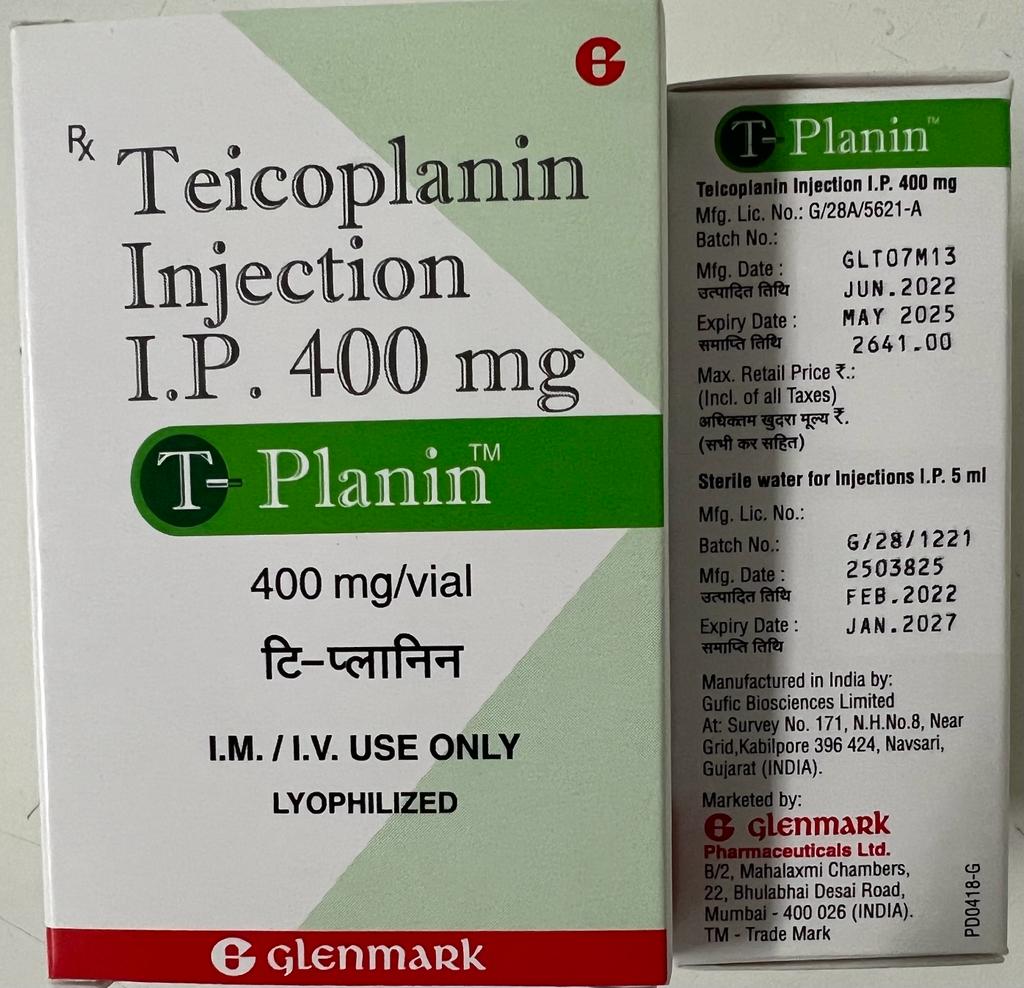 Rx
Teicoplanin
Injection
I.P. 400 mg
T-Planin™
400 mg/vial
टि-प्लानिन
I.M. / I.V. USE ONLY
LYOPHILIZED
GLENMARK
T-Planin™
Teicoplanin Injection I.P. 400 mg
Mfg. Lic. No.: G/28A/5621-A
Batch No.: GLT07M13
Mfg. Date : JUN.2022
उत्पादित तिथि
Expiry Date : MAY 2025
समाप्ति तिथि
2641.00
Max. Retail Price ₹.:
(Incl. of all Taxes)
अधिकतम खुदरा मूल्य ₹.
(सभी कर सहित)
Sterile water for Injections I.P. 5 ml
Mfg. Lic. No.: G/28/1221
Batch No.: 2503825
Mfg. Date : FEB.2022
उत्पादित तिथि
Expiry Date : JAN.2027
समाप्ति तिथि
Manufactured in India by:
Gufic Biosciences Limited
At: Survey No. 171, N.H.No.8, Near
Grid,Kabilpore 396 424, Navsari,
Gujarat (INDIA).
Marketed by:
GLENMARK
Pharmaceuticals Ltd.
B/2, Mahalaxmi Chambers,
22, Bhulabhai Desai Road,
Mumbai - 400 026 (INDIA).
TM - Trade Mark
PD0418-G